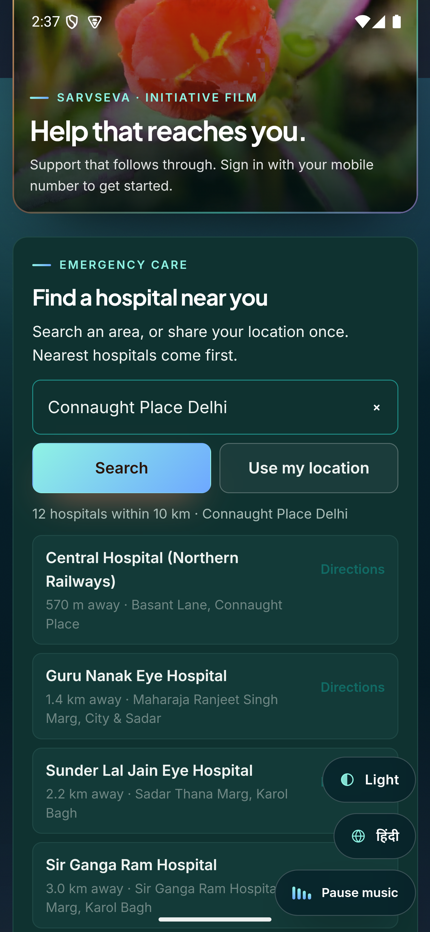 2:37
SARVSEVA · INITIATIVE FILM
Help that reaches you.
Support that follows through. Sign in with your mobile
number to get started.
EMERGENCY CARE
Find a hospital near you
Search an area, or share your location once.
Nearest hospitals come first.
Connaught Place Delhi ×
Search
Use my location
12 hospitals within 10 km · Connaught Place Delhi
Central Hospital (Northern
Railways)
570 m away · Basant Lane, Connaught
Place
Directions
Guru Nanak Eye Hospital
1.4 km away · Maharaja Ranjeet Singh
Marg, City & Sadar
Directions
Sunder Lal Jain Eye Hospital
2.2 km away · Sadar Thana Marg, Karol
Bagh
Light
हिंदी
Sir Ganga Ram Hospital
3.0 km away · Sir Ganga Ram Hospita
Marg, Karol Bagh
Pause music